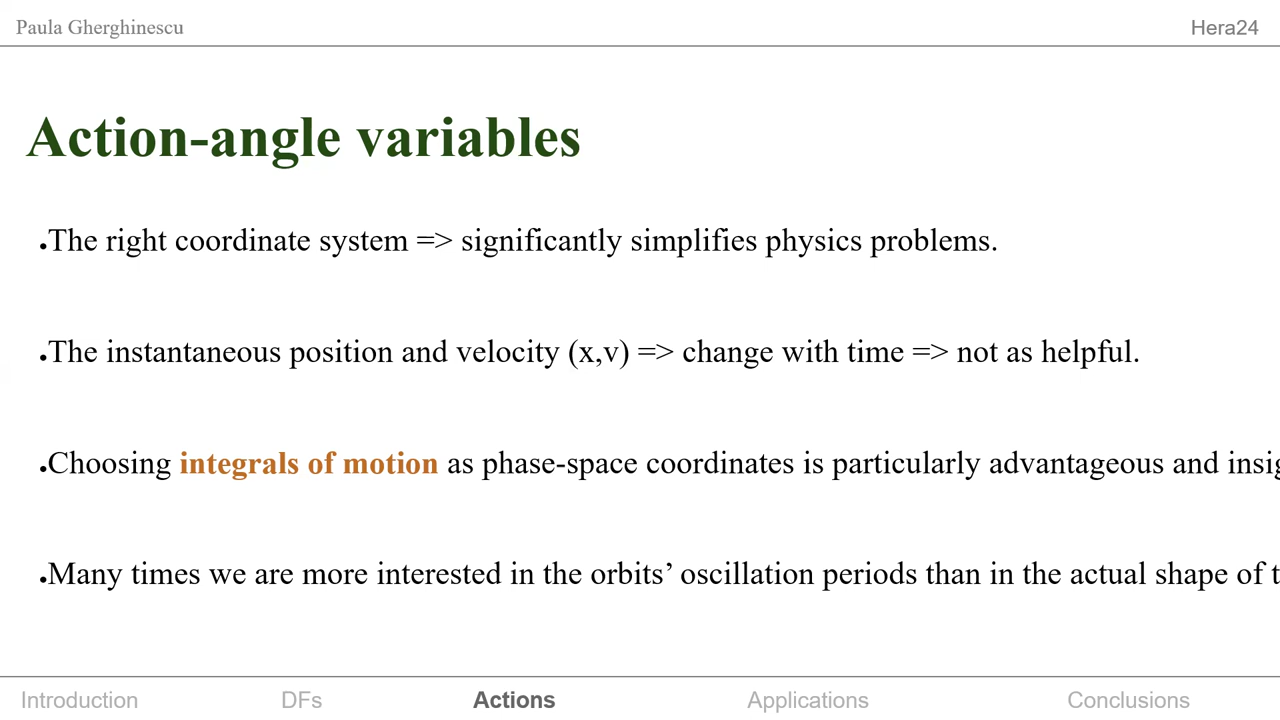 Paula Gherghinescu
Hera24
Action-angle variables
•The right coordinate system => significantly simplifies physics problems.
•The instantaneous position and velocity (x,v) => change with time => not as helpful.
•Choosing integrals of motion as phase-space coordinates is particularly advantageous and
•Many times we are more interested in the orbits’ oscillation periods than in the actual shape of
Introduction
DFs
Actions
Applications
Conclusions